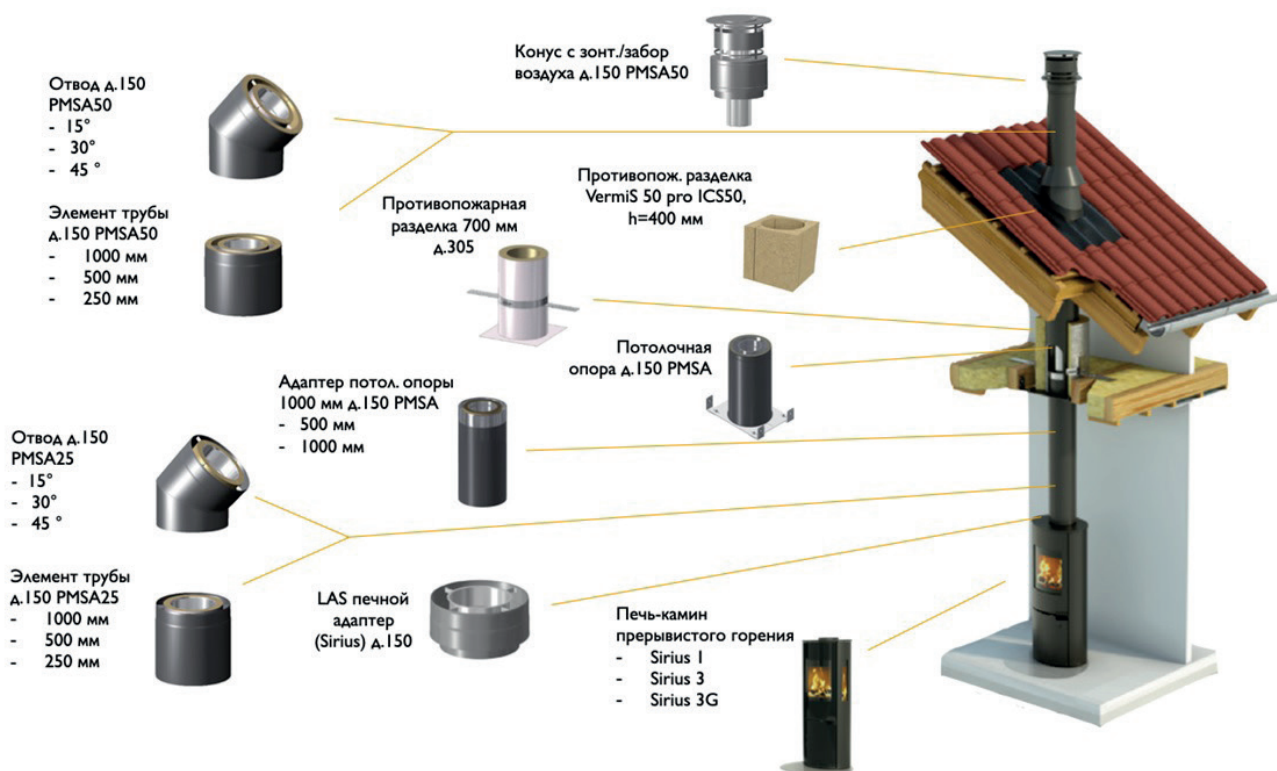 Конус с зонт./забор
воздуха д.150 PMSA50
Отвод д.150
PMSA50
- 15°
- 30°
- 45 °
Противопож. разделка
VermiS 50 pro ICS50,
h=400 мм
Элемент трубы
д.150 PMSA50
- 1000 мм
- 500 мм
- 250 мм
Противопожарная
разделка 700 мм
д.305
Потолочная
опора д.150 PMSA
Адаптер потол. опоры
1000 мм д.150 PMSA
- 500 мм
- 1000 мм
Отвод д.150
PMSA25
- 15°
- 30°
- 45 °
Элемент трубы
д.150 PMSA25
- 1000 мм
- 500 мм
- 250 мм
LAS печной
адаптер
(Sirius) д.150
Печь-камин
прерывистого горения
- Sirius 1
- Sirius 3
- Sirius 3G